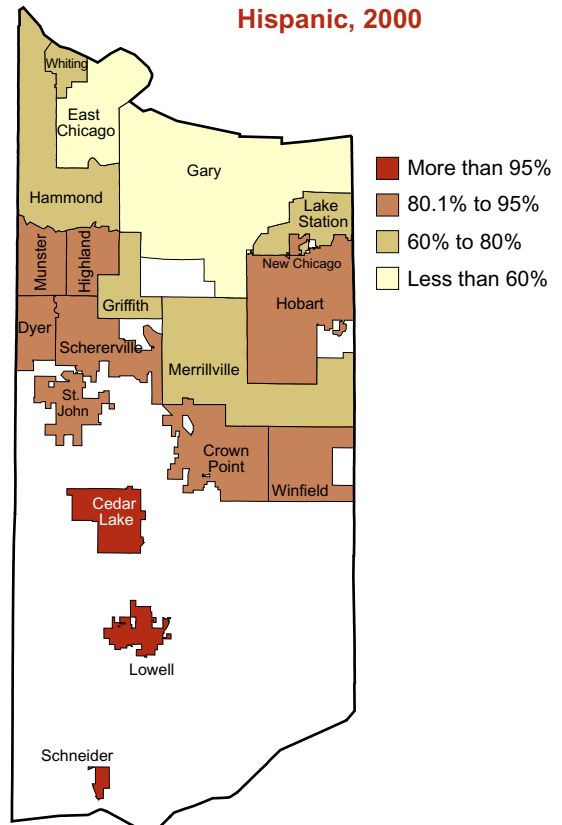 Hispanic, 2000
Whiting
East
Chicago
Gary
Hammond
Lake
Station
Munster
Highland
New Chicago
Hobart
Griffith
Dyer
Schererville
Merrillville
St.
John
Crown
Point
Winfield
Cedar
Lake
Lowell
Schneider
More than 95%
80.1% to 95%
60% to 80%
Less than 60%